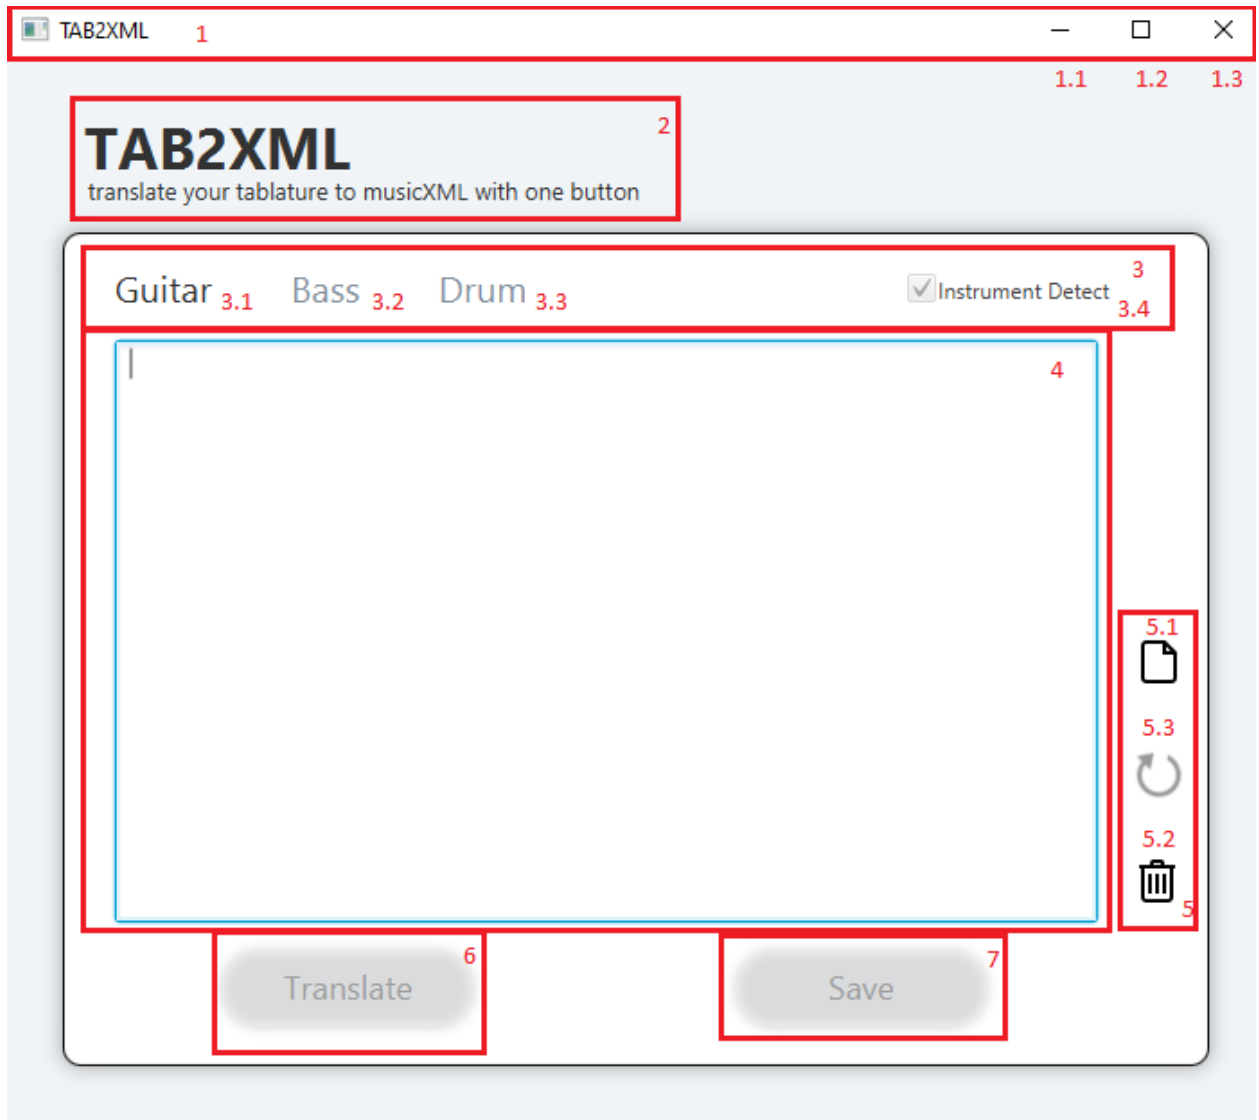 TAB2XML 1
1.1 1.2 1.3
2
TAB2XML
translate your tablature to musicXML with one button
3
Guitar 3.1 Bass 3.2 Drum 3.3 Instrument Detect 3.4
4
5.1
5.3
5.2
5
6
Translate
7
Save